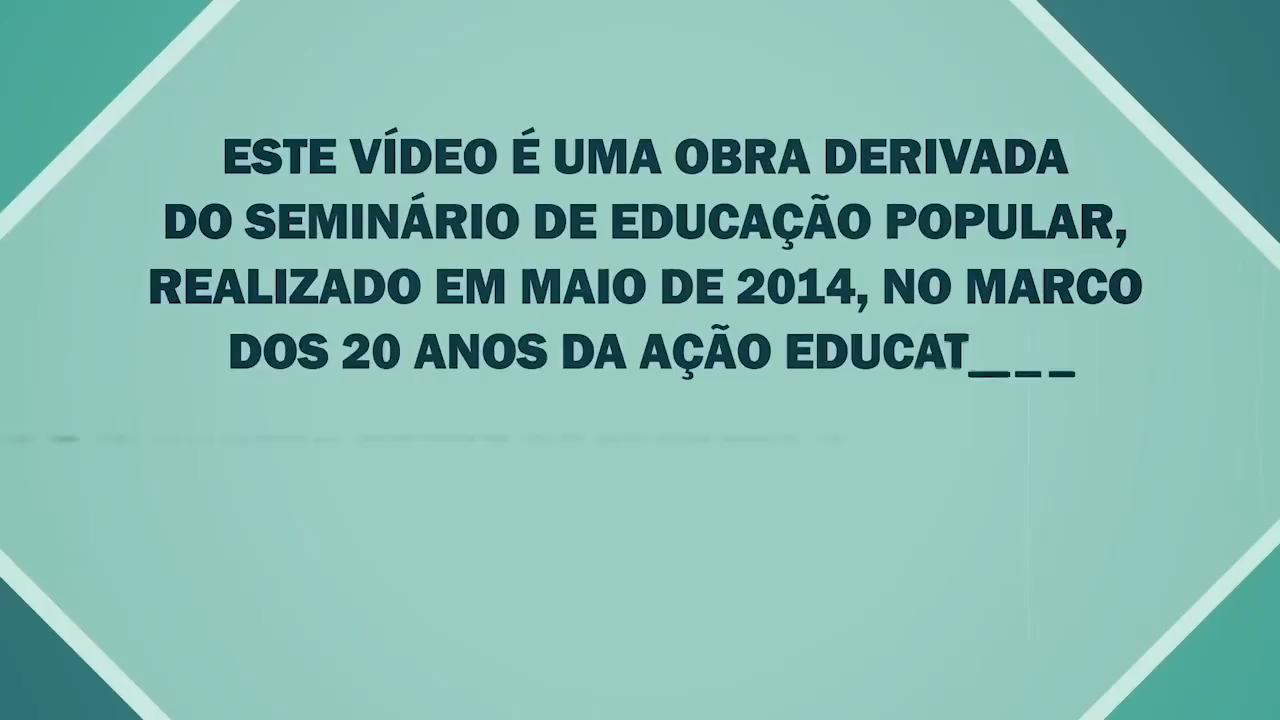 ESTE VÍDEO É UMA OBRA DERIVADA
DO SEMINÁRIO DE EDUCAÇÃO POPULAR,
REALIZADO EM MAIO DE 2014, NO MARCO
DOS 20 ANOS DA AÇÃO EDUCAT